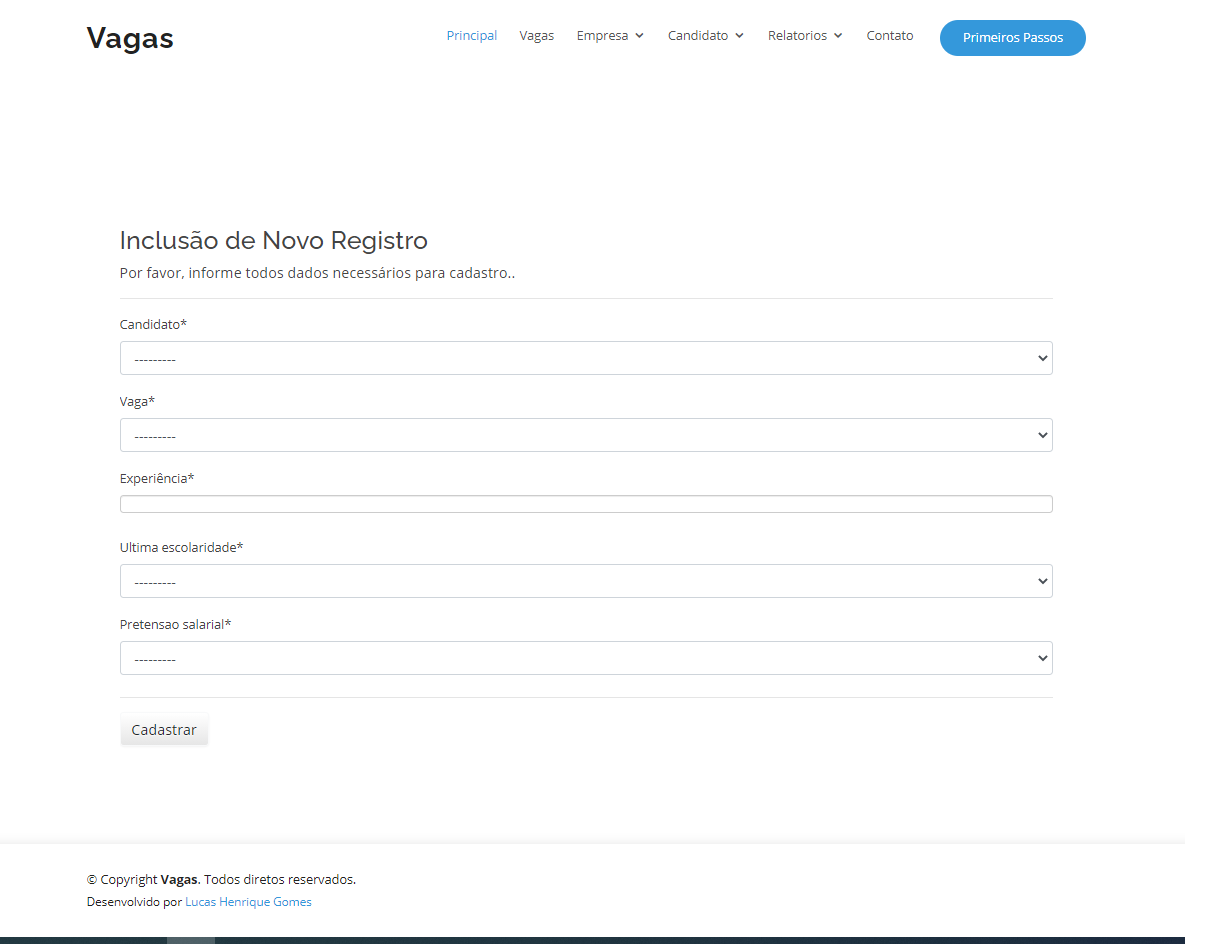 Vagas
Principal Vagas Empresa Candidato Relatorios Contato Primeiros Passos
Inclusão de Novo Registro
Por favor, informe todos dados necessários para cadastro..
Candidato*
---------
Vaga*
---------
Experiência*
Ultima escolaridade*
---------
Pretensao salarial*
---------
Cadastrar
© Copyright Vagas. Todos diretos reservados.
Desenvolvido por Lucas Henrique Gomes